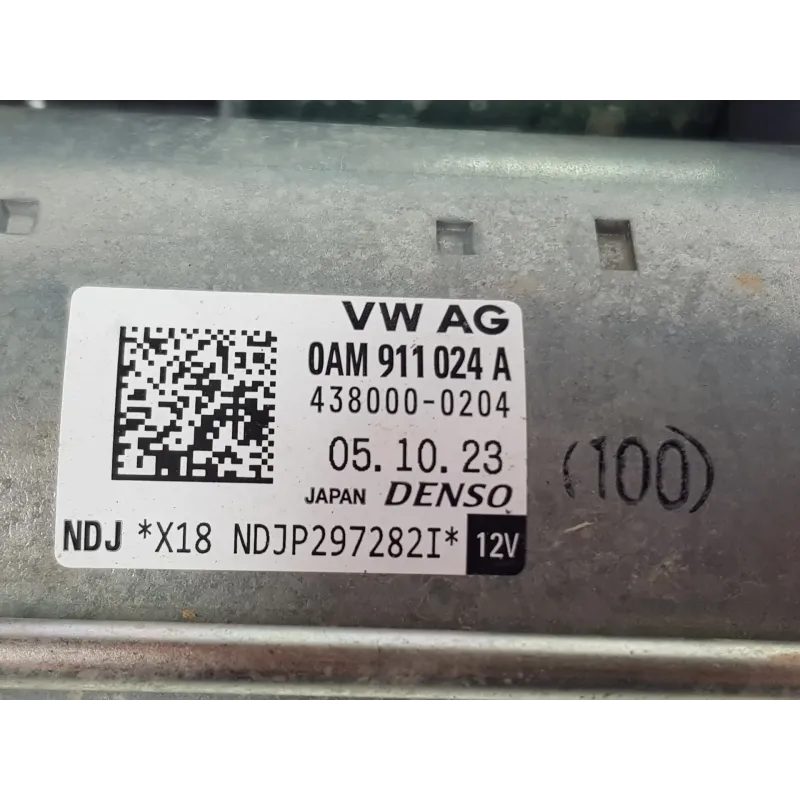 VW AG
0AM 911 024 A
438000-0204
05.10.23
JAPAN DENSO
NDJ *X18 NDJP297282I* 12V
(100)